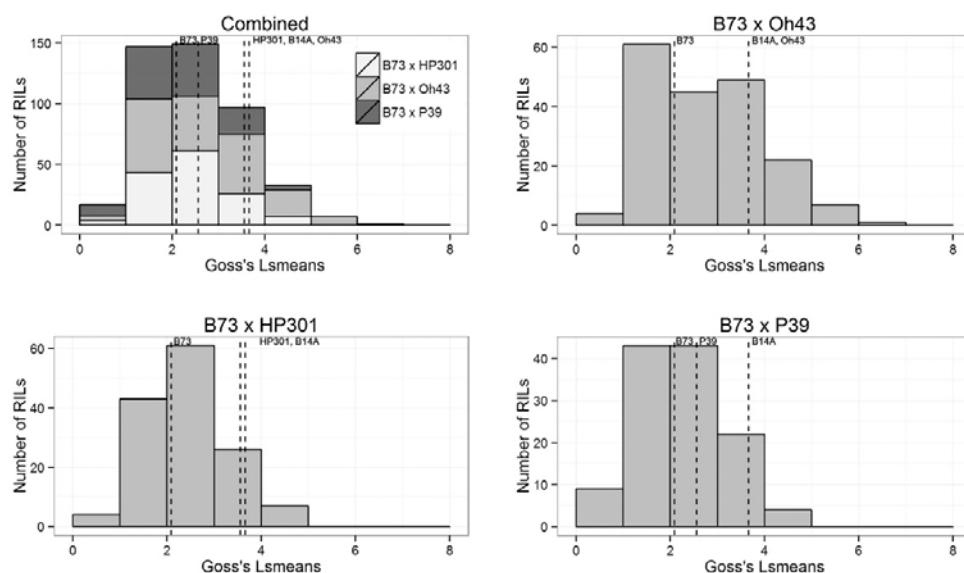 Combined
B73 P39 HP301, B14A, Oh43
B73 x HP301
B73 x Oh43
B73 x P39
Number of RILs
150
100
50
0
0 2 4 6 8
Goss's Lsmeans
B73 x Oh43
B73 B14A, Oh43
Number of RILs
60
40
20
0
0 2 4 6 8
Goss's Lsmeans
B73 x HP301
B73 HP301, B14A
Number of RILs
60
40
20
0
0 2 4 6 8
Goss's Lsmeans
B73 x P39
B73 P39 B14A
Number of RILs
40
30
20
10
0
0 2 4 6 8
Goss's Lsmeans